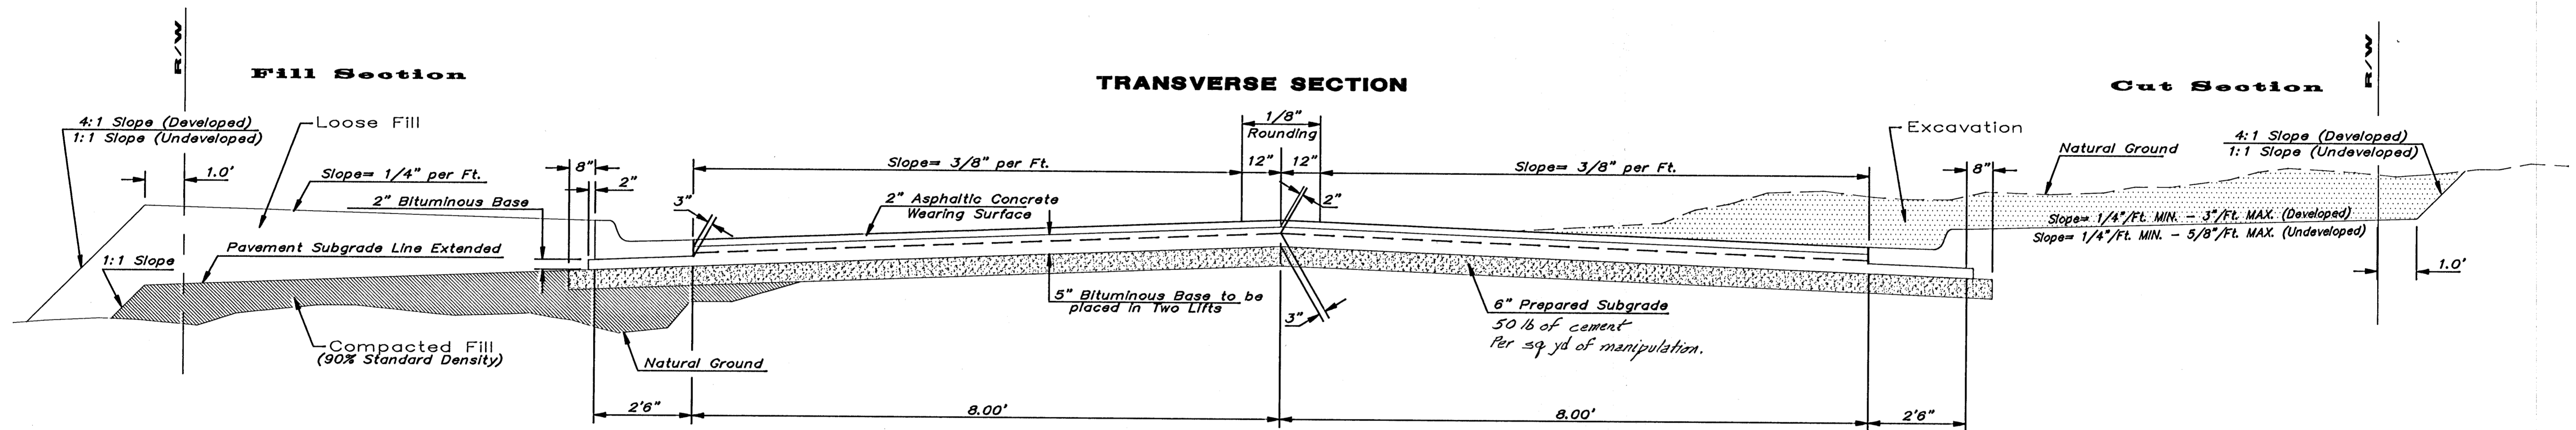 R/W
Fill Section
TRANSVERSE SECTION
Cut Section
R/W
4:1 Slope (Developed)
1:1 Slope (Undeveloped)
Loose Fill
1.0'
Slope= 1/4" per Ft.
2" Bituminous Base
Pavement Subgrade Line Extended
1:1 Slope
8"
2"
3"
Slope= 3/8" per Ft.
1/8"
Rounding
12"
12"
2"
Slope= 3/8" per Ft.
2" Asphaltic Concrete
Wearing Surface
Excavation
Natural Ground
4:1 Slope (Developed)
1:1 Slope (Undeveloped)
8"
Slope= 1/4"/Ft. MIN. - 3"/Ft. MAX. (Developed)
Slope= 1/4"/Ft. MIN. - 5/8"/Ft. MAX. (Undeveloped)
1.0'
5" Bituminous Base to be
placed in Two Lifts
3"
6" Prepared Subgrade
50 lb of cement
Per sq yd of manipulation.
Compacted Fill
(90% Standard Density)
Natural Ground
2'6"
8.00'
8.00'
2'6"